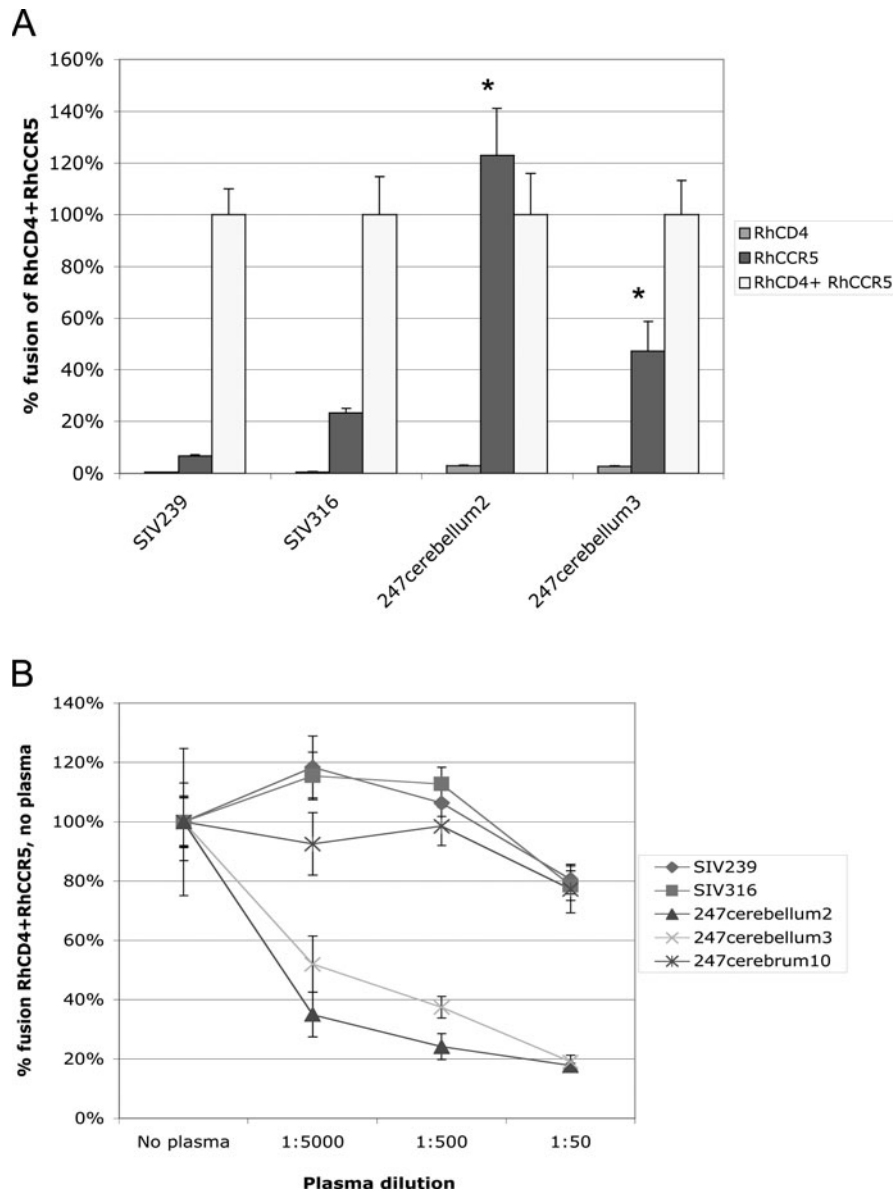 A
% fusion of RhCD4+RhCCR5
160%
140%
120%
100%
80%
60%
40%
20%
0%
*
*
SIV239
SIV316
247cerebellum2
247cerebellum3
RhCD4
RhCCR5
RhCD4+ RhCCR5
B
% fusion RhCD4+RhCCR5, no plasma
140%
120%
100%
80%
60%
40%
20%
0%
No plasma
1:5000
1:500
1:50
Plasma dilution
SIV239
SIV316
247cerebellum2
247cerebellum3
247cerebrum10